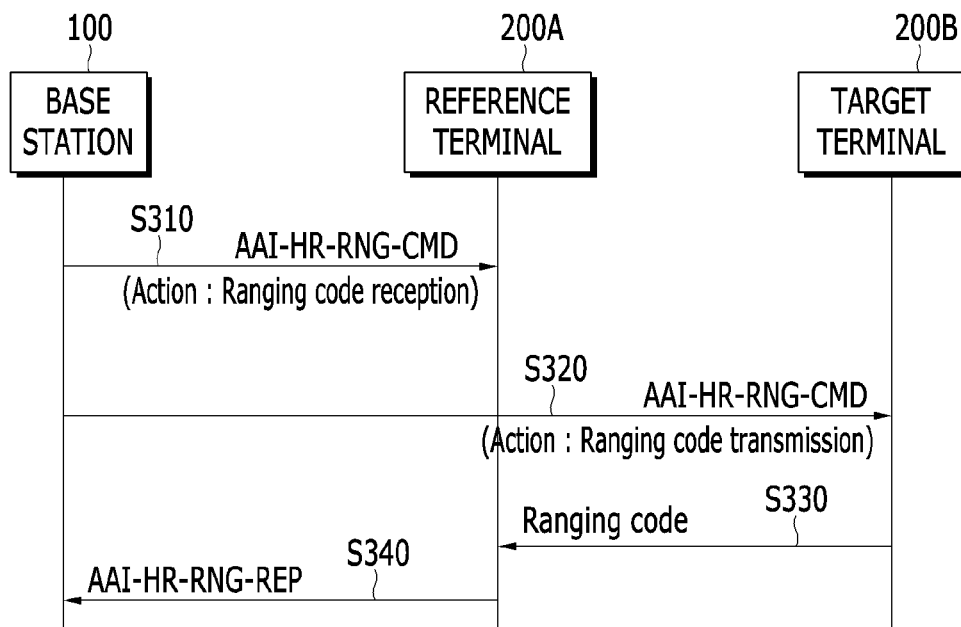 100
200A
200B
BASE
STATION
REFERENCE
TERMINAL
TARGET
TERMINAL
S310
AAI-HR-RNG-CMD
(Action : Ranging code reception)
S320
AAI-HR-RNG-CMD
(Action : Ranging code transmission)
S330
Ranging code
S340
AAI-HR-RNG-REP